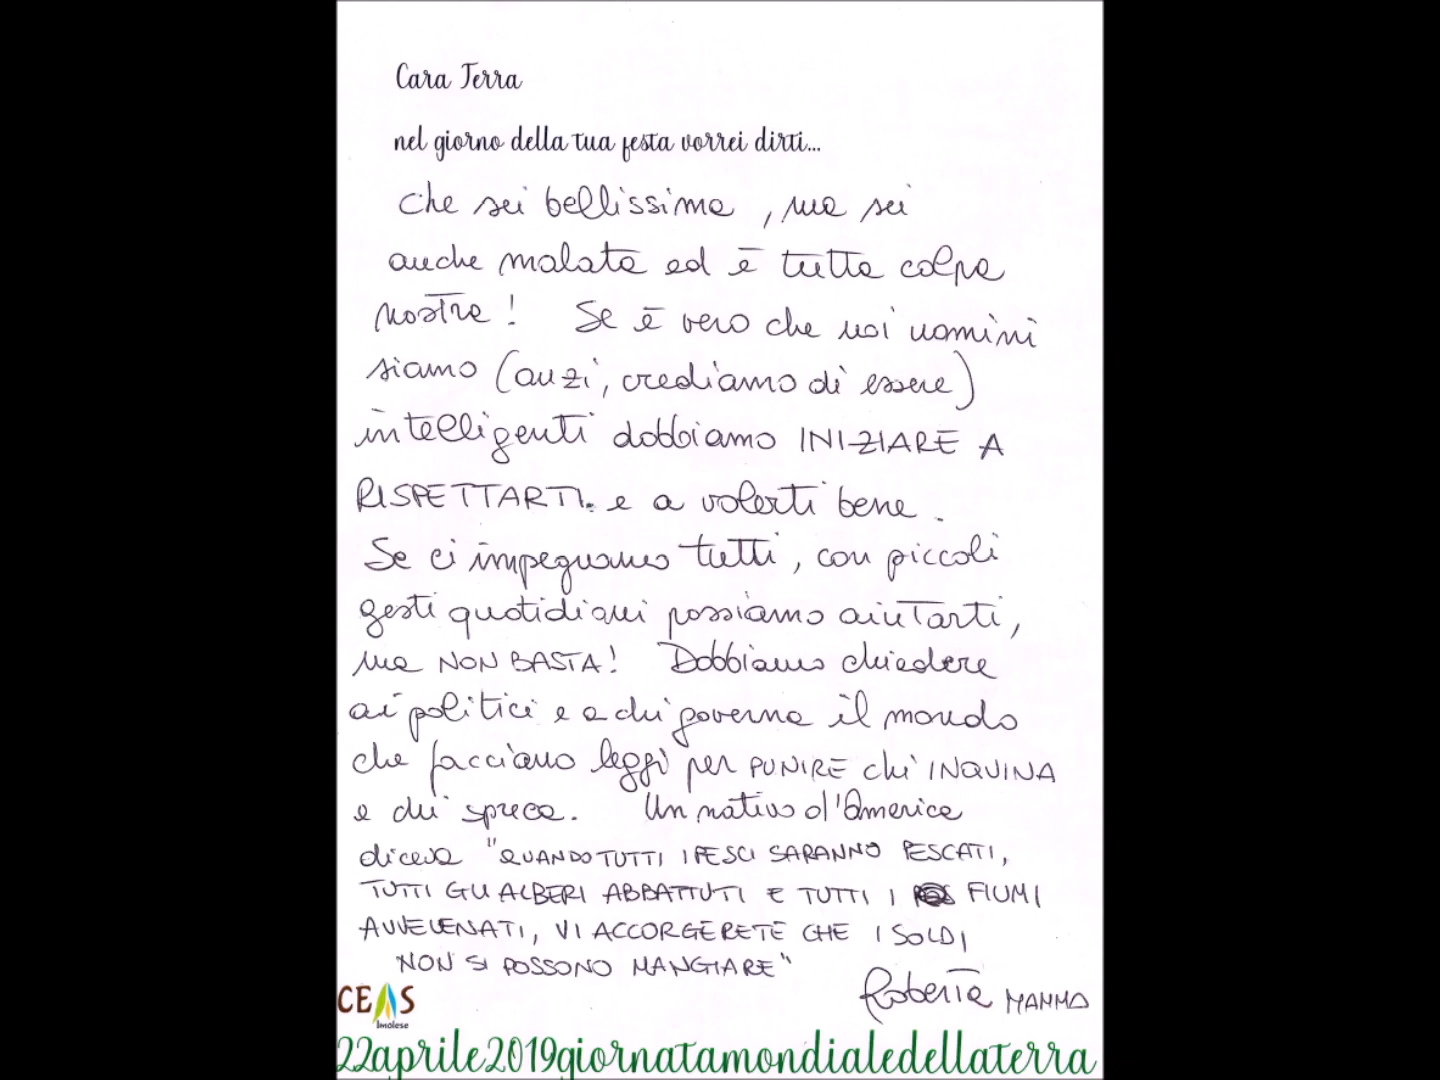 Cara Terra
nel giorno della tua festa vorrei dirti...
che sei bellissima, ma sei
anche malata ed è tutta colpa
nostra! Se è vero che noi uomini
siamo (anzi, crediamo di essere)
intelligenti dobbiamo INIZIARE A
RISPETTARTI. e a volerti bene.
Se ci impegnamo tutti, con piccoli
gesti quotidiani possiamo aiutarti,
ma NON BASTA! Dobbiamo chiedere
ai politici e a chi governa il mondo
che facciano leggi per PUNIRE chi INQUINA
e chi spreca. Un nativo d'America
diceva "QUANDO TUTTI I PESCI SARANNO PESCATI,
TUTTI GLI ALBERI ABBATTUTI E TUTTI I FIUMI
AVVELENATI, VI ACCORGERETE CHE I SOLDI
NON SI POSSONO MANGIARE"
Roberta MAMMA
CEAS
Imolese
22aprile2019giornatamondialedellaterra